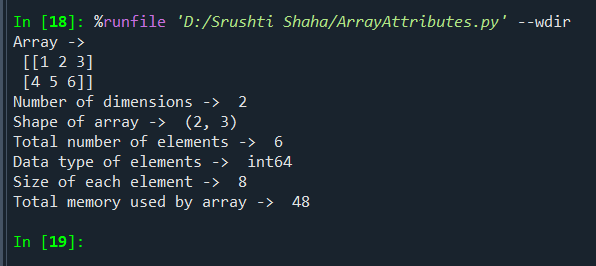 In [18]: %runfile 'D:/Srushti Shaha/ArrayAttributes.py' --wdir
Array ->
[[1 2 3]
[4 5 6]]
Number of dimensions ->  2
Shape of array ->  (2, 3)
Total number of elements ->  6
Data type of elements ->  int64
Size of each element ->  8
Total memory used by array ->  48
In [19]: